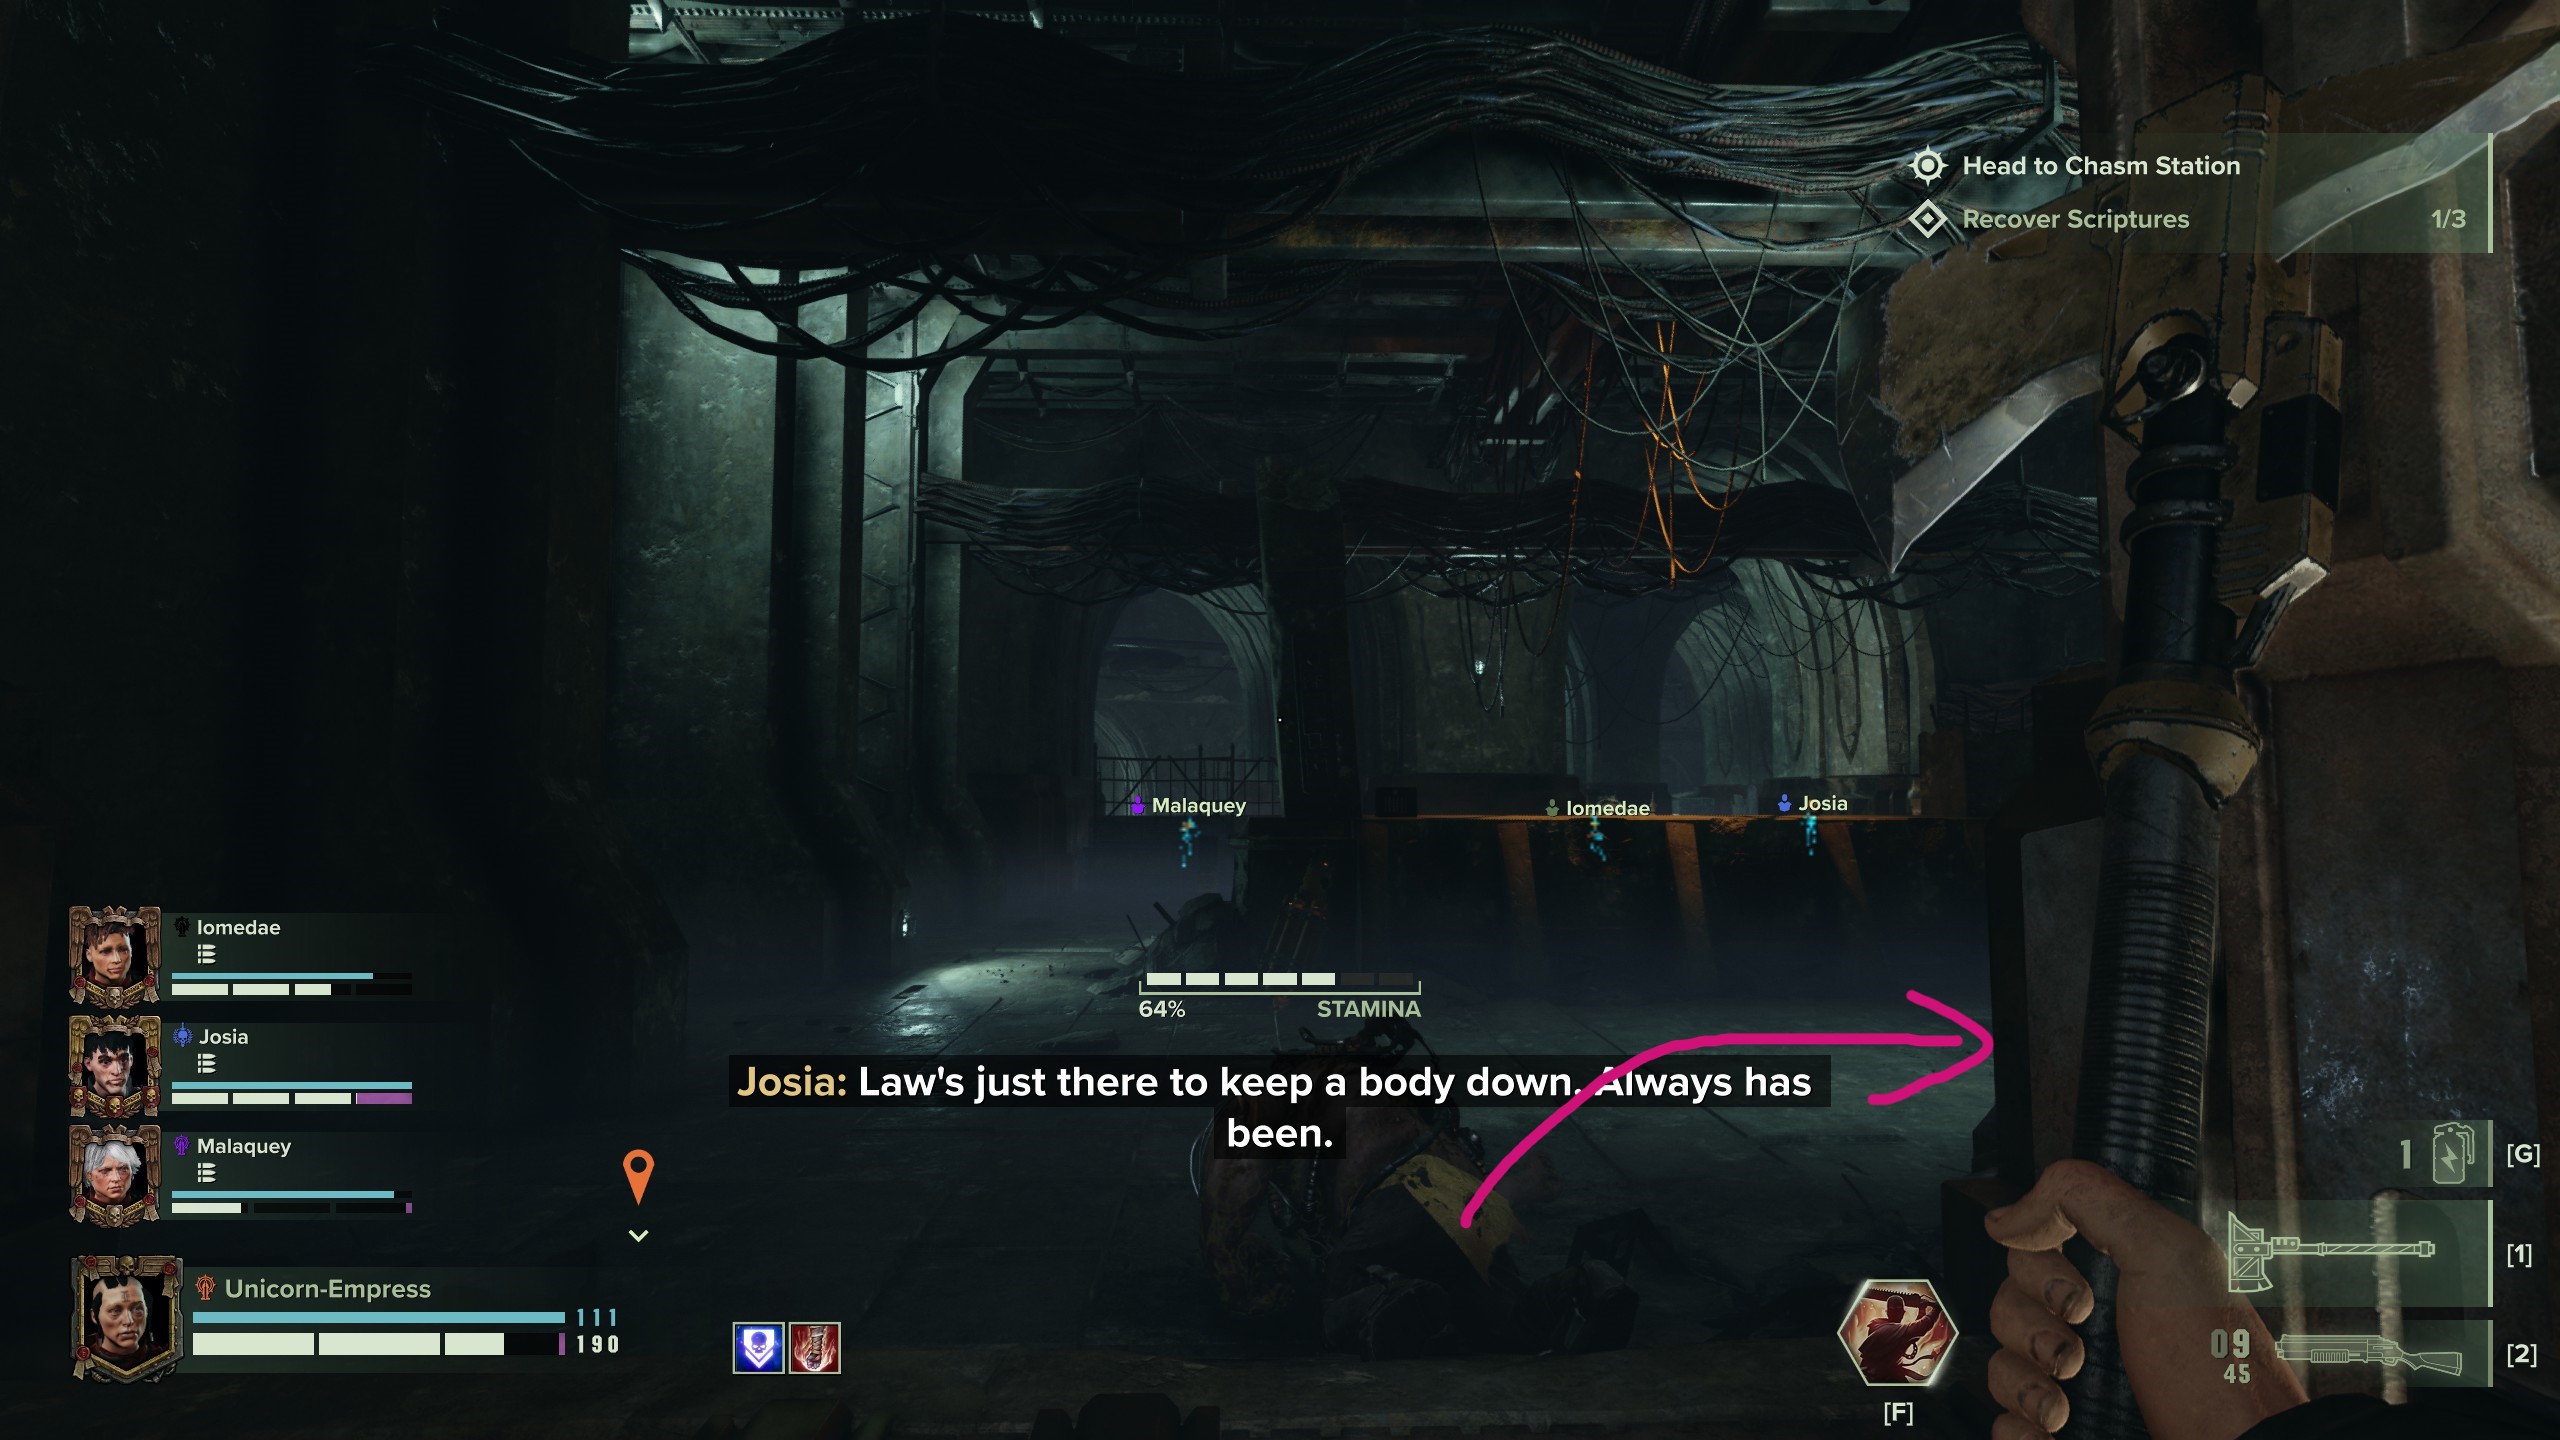 Head to Chasm Station
Recover Scriptures 1/3
Malaquey
Iomedae
Josia
Iomedae
64% STAMINA
Josia
Josia: Law's just there to keep a body down. Always has
been.
Malaquey
1 [G]
[1]
Unicorn-Empress
111
190
09
45
[2]
[F]